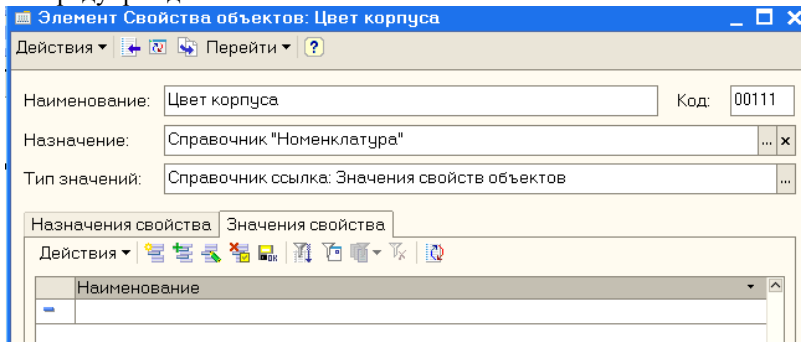 Элемент Свойства объектов: Цвет корпуса
Действия Перейти
Наименование: Цвет корпуса Код: 00111
Назначение: Справочник "Номенклатура" ... x
Тип значений: Справочник ссылка: Значения свойств объектов ...
Назначения свойства Значения свойства
Действия
Наименование